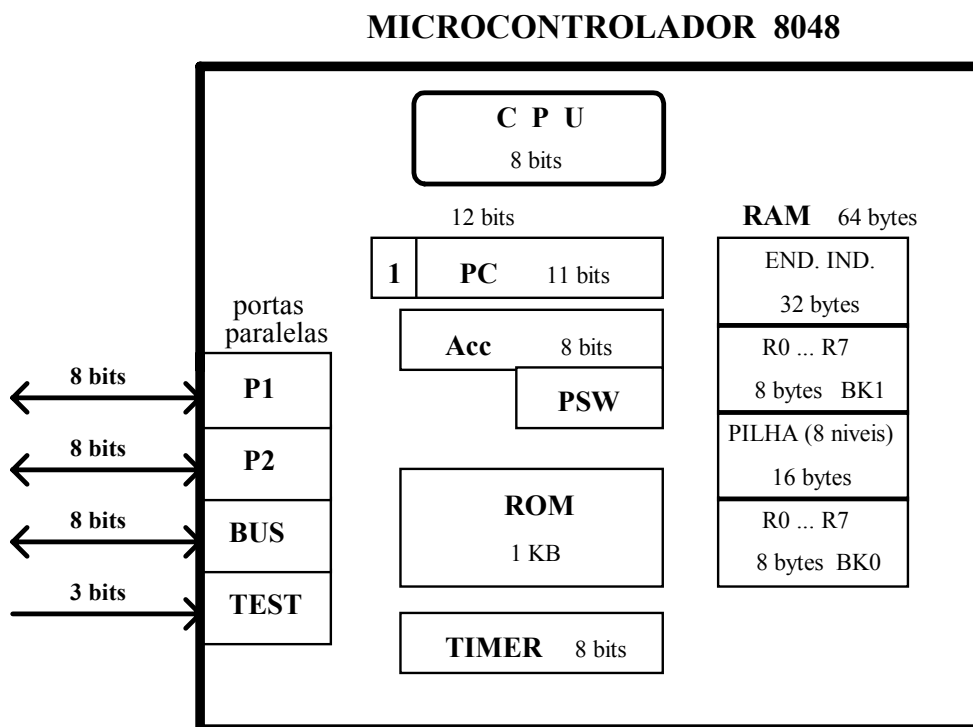 MICROCONTROLADOR 8048
C P U
8 bits
12 bits
1 PC 11 bits
Acc 8 bits
PSW
ROM
1 KB
TIMER 8 bits
RAM 64 bytes
END. IND.
32 bytes
R0 ... R7
8 bytes BK1
PILHA (8 niveis)
16 bytes
R0 ... R7
8 bytes BK0
portas
paralelas
8 bits P1
8 bits P2
8 bits BUS
3 bits TEST